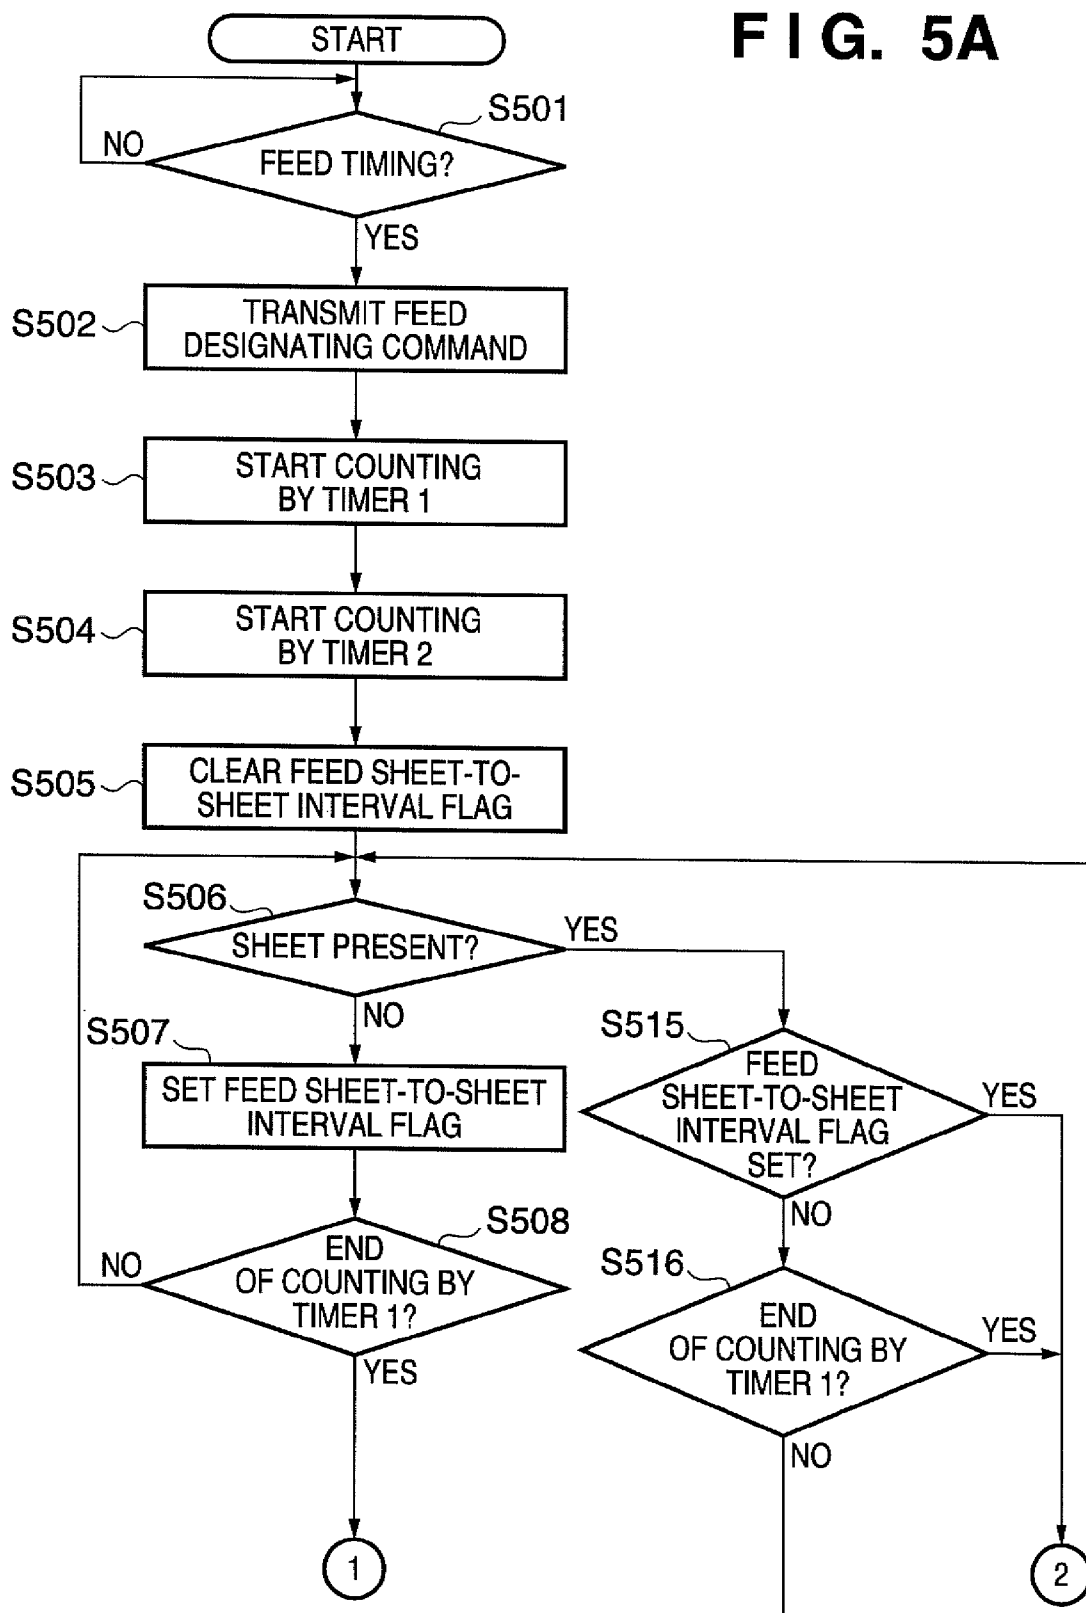 FIG. 5A
START
S501
NO
FEED TIMING?
YES
S502
TRANSMIT FEED
DESIGNATING COMMAND
S503
START COUNTING
BY TIMER 1
S504
START COUNTING
BY TIMER 2
S505
CLEAR FEED SHEET-TO-
SHEET INTERVAL FLAG
S506
SHEET PRESENT?
YES
NO
S507
SET FEED SHEET-TO-SHEET
INTERVAL FLAG
S515
FEED
SHEET-TO-SHEET
INTERVAL FLAG
SET?
YES
NO
S508
NO
END
OF COUNTING BY
TIMER 1?
YES
S516
END
OF COUNTING BY
TIMER 1?
YES
NO
1
2